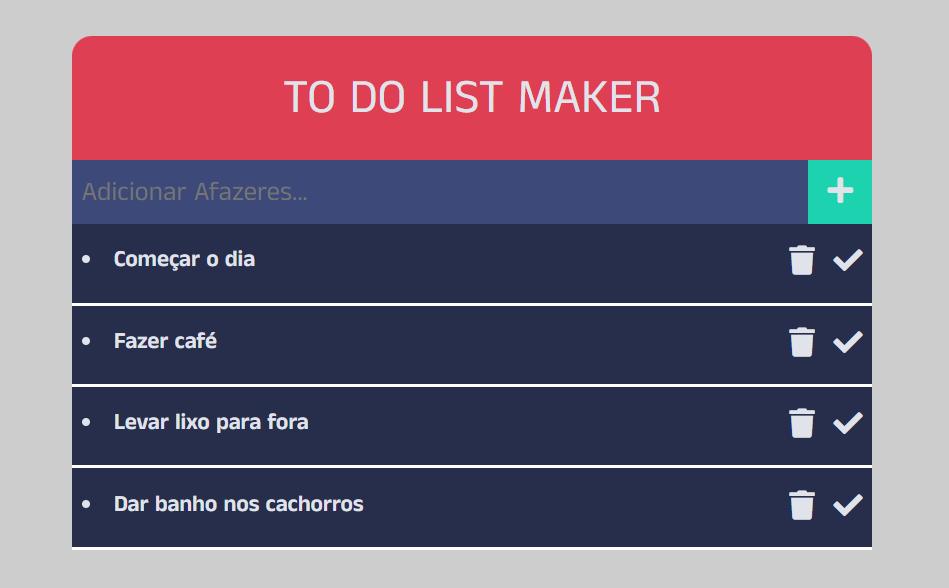 TO DO LIST MAKER
Adicionar Afazeres...
Começar o dia
Fazer café
Levar lixo para fora
Dar banho nos cachorros